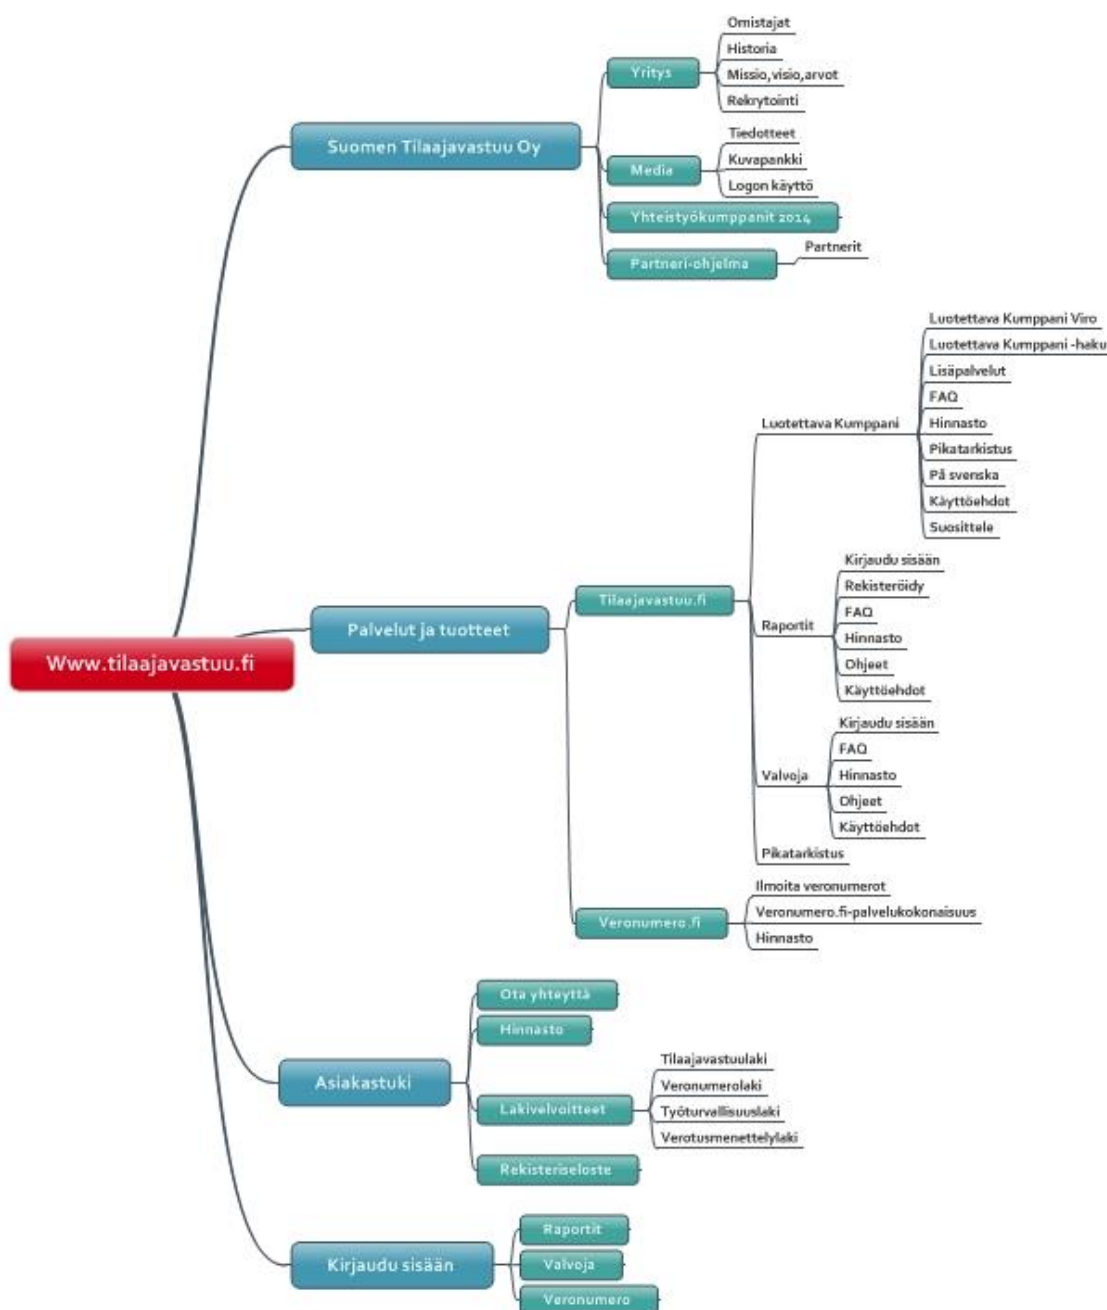 Www.tilaajavastuu.fi
Suomen Tilaajavastuu Oy
Yritys
Omistajat
Historia
Missio,visio,arvot
Rekrytointi
Media
Tiedotteet
Kuvapankki
Logon käyttö
Yhteistyökumppanit 2014
Partneri-ohjelma
Partnerit
Palvelut ja tuotteet
Tilaajavastuu.fi
Luotettava Kumppani
Luotettava Kumppani Viro
Luotettava Kumppani -haku
Lisäpalvelut
FAQ
Hinnasto
Pikatarkistus
På svenska
Käyttöehdot
Suosittele
Raportit
Kirjaudu sisään
Rekisteröidy
FAQ
Hinnasto
Ohjeet
Käyttöehdot
Valvoja
Kirjaudu sisään
FAQ
Hinnasto
Ohjeet
Käyttöehdot
Pikatarkistus
Veronumero.fi
Ilmoita veronumerot
Veronumero.fi-palvelukokonaisuus
Hinnasto
Asiakastuki
Ota yhteyttä
Hinnasto
Lakivelvoitteet
Tilaajavastuulaki
Veronumerolaki
Työturvallisuuslaki
Verotusmenettelylaki
Rekisteriseloste
Kirjaudu sisään
Raportit
Valvoja
Veronumero